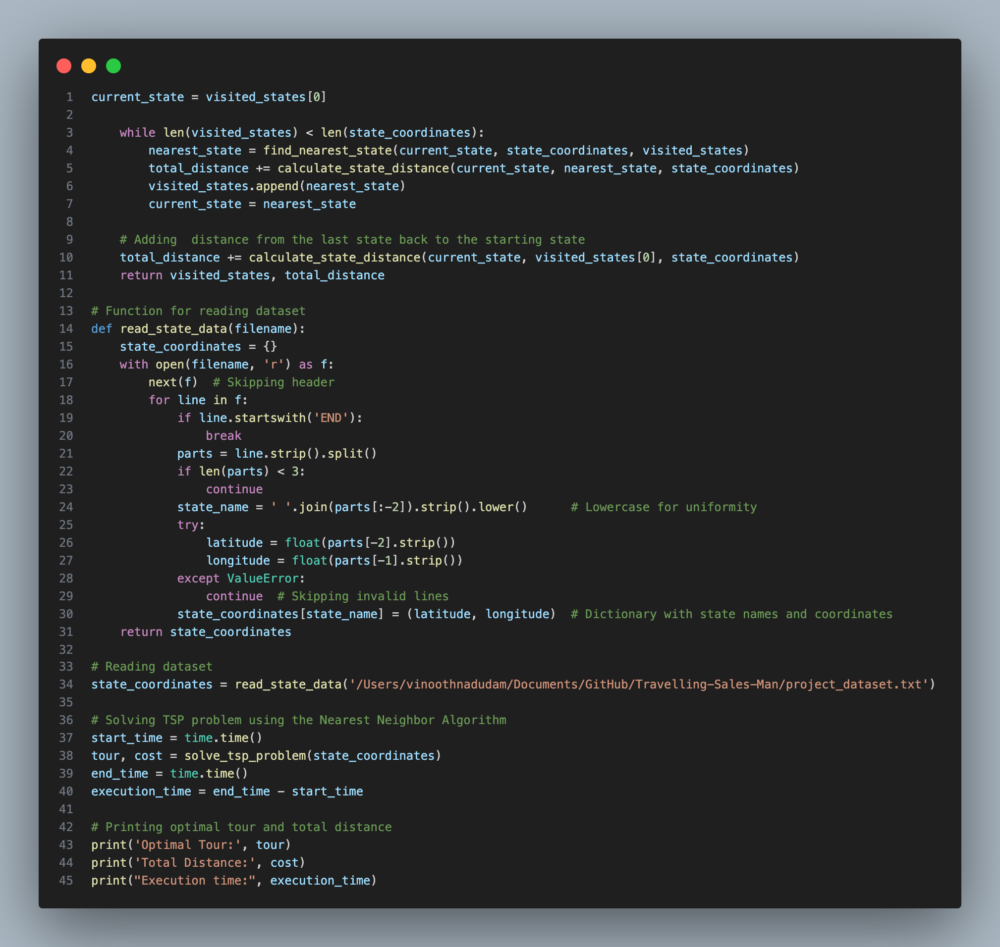 1 current_state = visited_states[0]
2
3     while len(visited_states) < len(state_coordinates):
4         nearest_state = find_nearest_state(current_state, state_coordinates, visited_states)
5         total_distance += calculate_state_distance(current_state, nearest_state, state_coordinates)
6         visited_states.append(nearest_state)
7         current_state = nearest_state
8
9     # Adding  distance from the last state back to the starting state
10     total_distance += calculate_state_distance(current_state, visited_states[0], state_coordinates)
11     return visited_states, total_distance
12
13 # Function for reading dataset
14 def read_state_data(filename):
15     state_coordinates = {}
16     with open(filename, 'r') as f:
17         next(f)  # Skipping header
18         for line in f:
19             if line.startswith('END'):
20                 break
21             parts = line.strip().split()
22             if len(parts) < 3:
23                 continue
24             state_name = ' '.join(parts[:-2]).strip().lower()      # Lowercase for uniformity
25             try:
26                 latitude = float(parts[-2].strip())
27                 longitude = float(parts[-1].strip())
28             except ValueError:
29                 continue  # Skipping invalid lines
30             state_coordinates[state_name] = (latitude, longitude)  # Dictionary with state names and coordinates
31     return state_coordinates
32
33 # Reading dataset
34 state_coordinates = read_state_data('/Users/vinoothnadudam/Documents/GitHub/Travelling-Sales-Man/project_dataset.txt')
35
36 # Solving TSP problem using the Nearest Neighbor Algorithm
37 start_time = time.time()
38 tour, cost = solve_tsp_problem(state_coordinates)
39 end_time = time.time()
40 execution_time = end_time - start_time
41
42 # Printing optimal tour and total distance
43 print('Optimal Tour:', tour)
44 print('Total Distance:', cost)
45 print("Execution time:", execution_time)